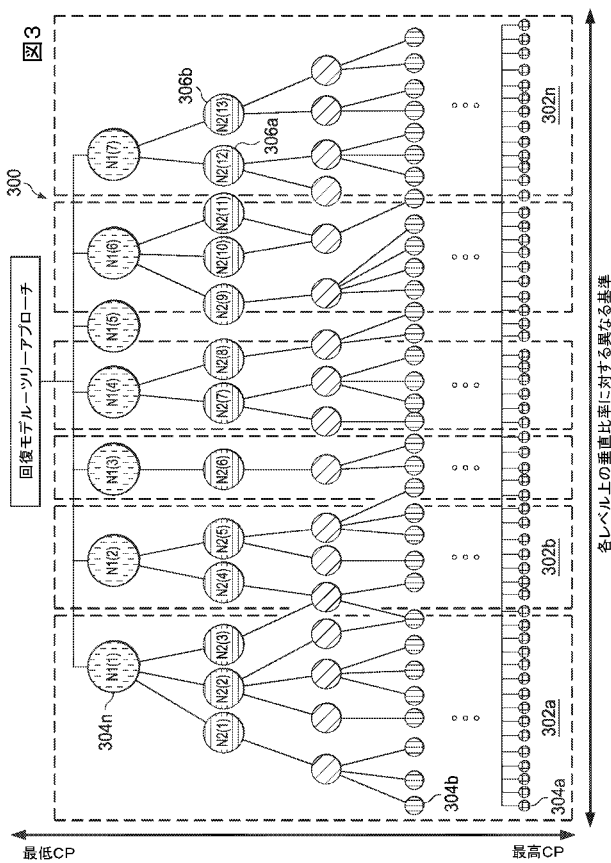 図3
300
回復モデルーツリーアプローチ
N1(1)
N1(2)
N1(3)
N1(4)
N1(5)
N1(6)
N1(7)
304n
N2(1)
N2(2)
N2(3)
N2(4)
N2(5)
N2(6)
N2(7)
N2(8)
N2(9)
N2(10)
N2(11)
N2(12)
N2(13)
306a
306b
304b
302a
302b
302n
304a
最低CP
最高CP
各レベル上の垂直比率に対する異なる基準